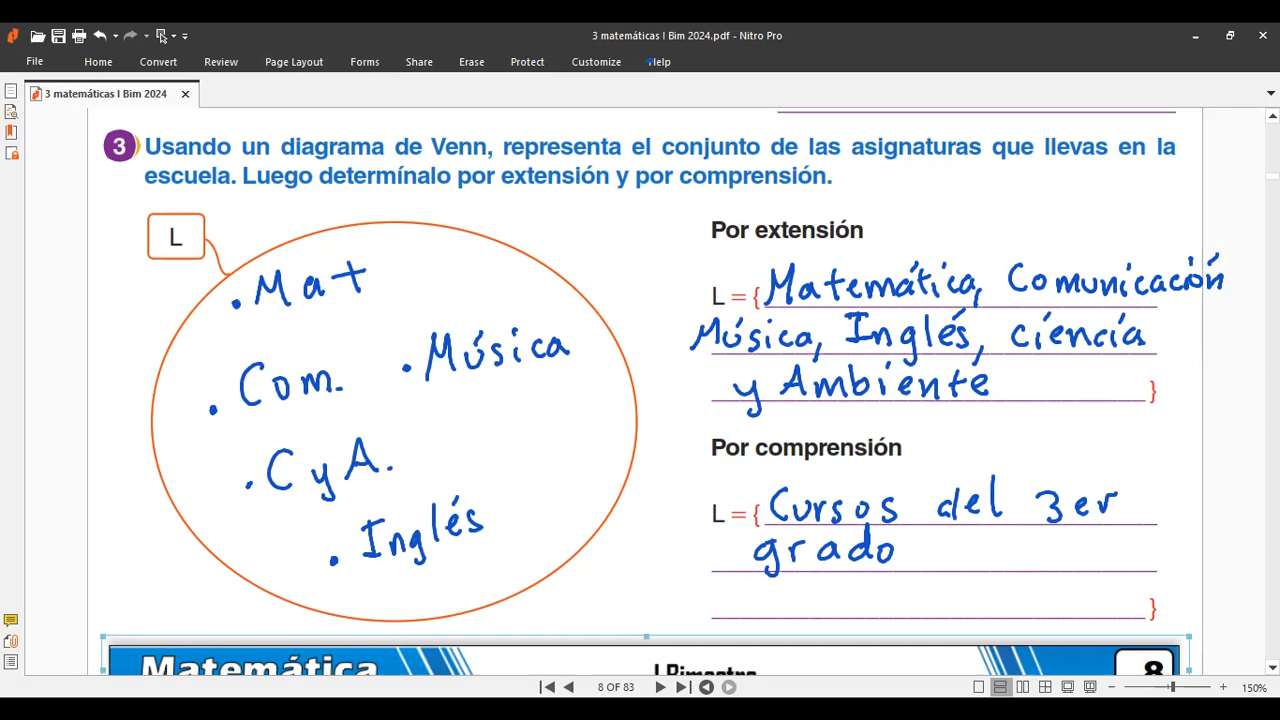 3 matemáticas I Bim 2024.pdf - Nitro Pro
File Home Convert Review Page Layout Forms Share Erase Protect Customize Help
3 matemáticas I Bim 2024
3 Usando un diagrama de Venn, representa el conjunto de las asignaturas que llevas en la
escuela. Luego determínalo por extensión y por comprensión.
L
. Mat
. Música
. Com.
. C y A.
. Inglés
Por extensión
L = { Matemática, Comunicación
Música, Inglés, ciencia
y Ambiente }
Por comprensión
L = { Cursos del 3er
grado
}
Matemática I Bimestre 8
8 OF 83
150%